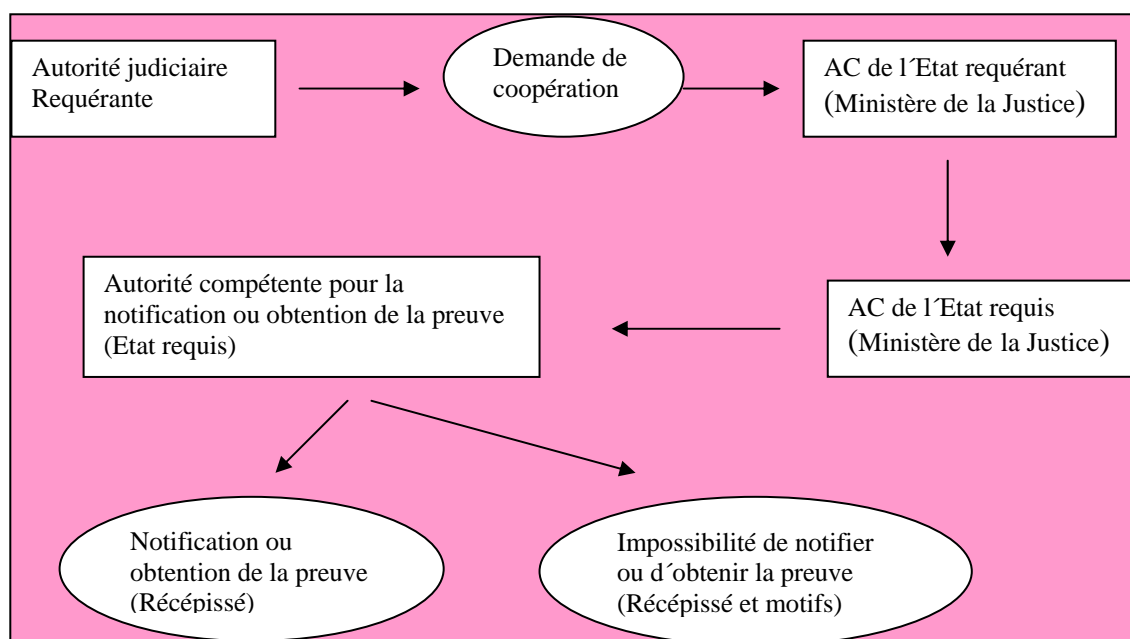 Autorité judiciaire
Requérante
Demande de
coopération
AC de l´Etat requérant
(Ministère de la Justice)
AC de l´Etat requis
(Ministère de la Justice)
Autorité compétente pour la
notification ou obtention de la preuve
(Etat requis)
Notification ou
obtention de la preuve
(Récépissé)
Impossibilité de notifier
ou d´obtenir la preuve
(Récépissé et motifs)